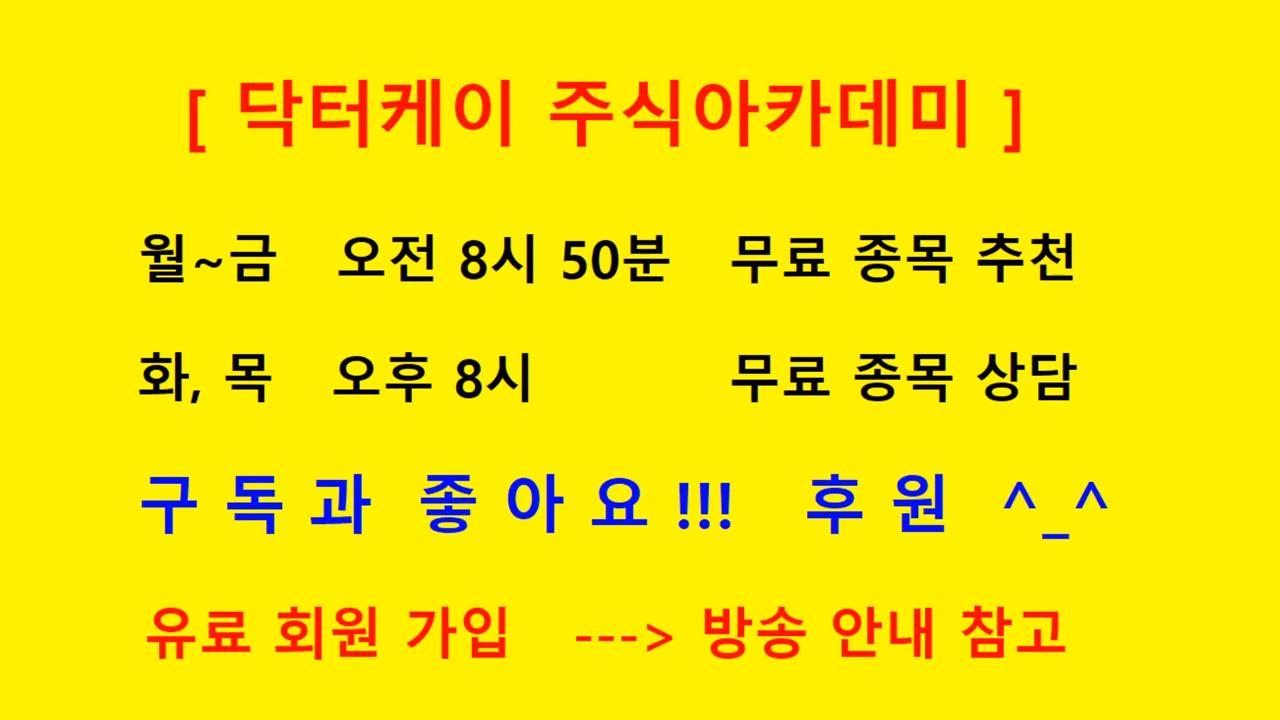 [ 닥터케이 주식아카데미 ]
월~금 오전 8시 50분 무료 종목 추천
화, 목 오후 8시 무료 종목 상담
구 독 과 좋 아 요 !!! 후 원 ^_^
유료 회원 가입 ---> 방송 안내 참고